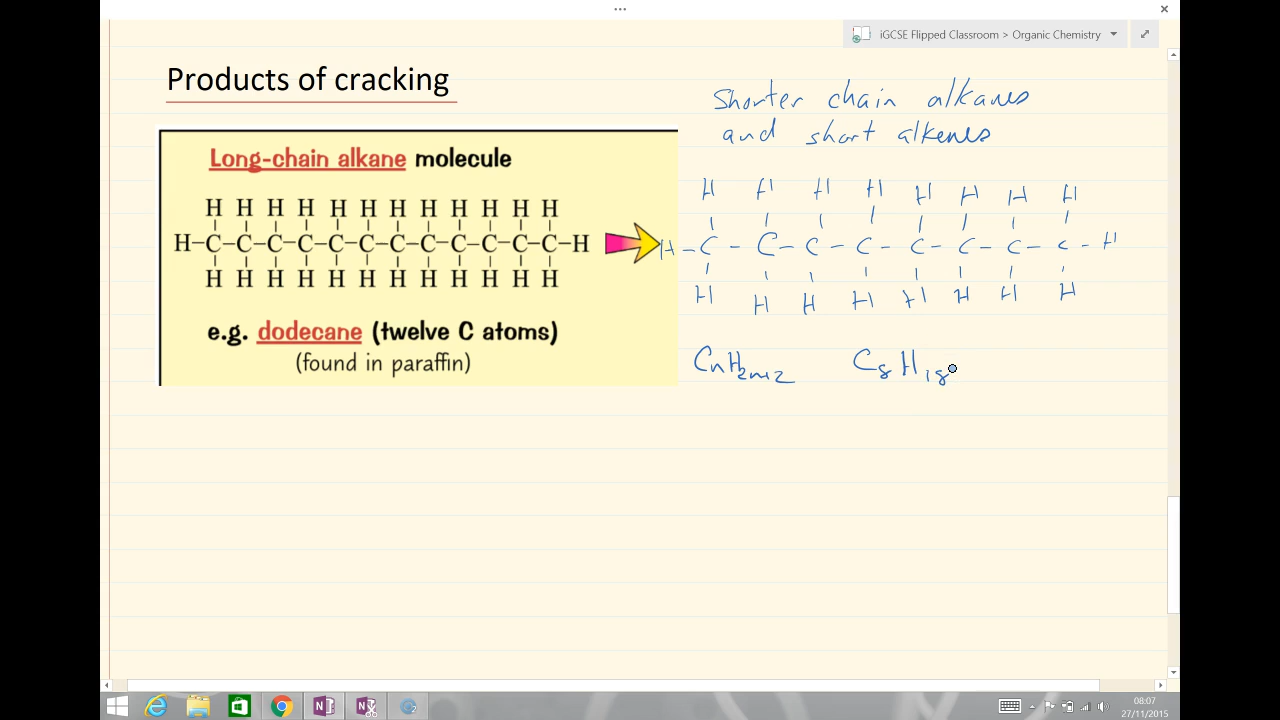 ...
iGCSE Flipped Classroom > Organic Chemistry
Products of cracking
Shorter chain alkanes
and short alkenes
Long-chain alkane molecule
H H H H H H H H H H H H
H-C-C-C-C-C-C-C-C-C-C-C-C-H
H H H H H H H H H H H H
e.g. dodecane (twelve C atoms)
(found in paraffin)
H H H H H H H H
H-C-C-C-C-C-C-C-C-H
H H H H H H H H
CnH2n+2 C8H18
08:07
27/11/2015